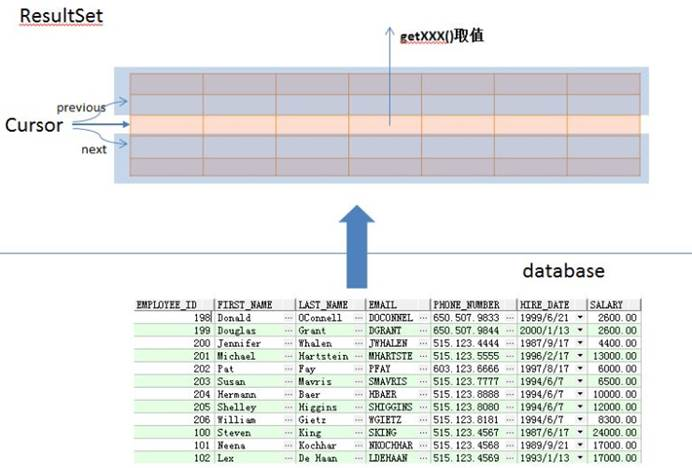 ResultSet
getXXX()取值
previous
Cursor
next
database
EMPLOYEE_ID FIRST_NAME LAST_NAME EMAIL PHONE_NUMBER HIRE_DATE SALARY
198 Donald ··· OConnell ··· DOCONNEL ··· 650.507.9833 ··· 1999/6/21 2600.00
199 Douglas ··· Grant ··· DGRANT ··· 650.507.9844 ··· 2000/1/13 2600.00
200 Jennifer ··· Whalen ··· JWHALEN ··· 515.123.4444 ··· 1987/9/17 4400.00
201 Michael ··· Hartstein ··· MHARTSTE ··· 515.123.5555 ··· 1996/2/17 13000.00
202 Pat ··· Fay ··· PFAY ··· 603.123.6666 ··· 1997/8/17 6000.00
203 Susan ··· Mavris ··· SMAVRIS ··· 515.123.7777 ··· 1994/6/7 6500.00
204 Hermann ··· Baer ··· HBAER ··· 515.123.8888 ··· 1994/6/7 10000.00
205 Shelley ··· Higgins ··· SHIGGINS ··· 515.123.8080 ··· 1994/6/7 12000.00
206 William ··· Gietz ··· WGIETZ ··· 515.123.8181 ··· 1994/6/7 8300.00
100 Steven ··· King ··· SKING ··· 515.123.4567 ··· 1987/6/17 24000.00
101 Neena ··· Kochhar ··· NKOCHHAR ··· 515.123.4568 ··· 1989/9/21 17000.00
102 Lex ··· De Haan ··· LDEHAAN ··· 515.123.4569 ··· 1993/1/13 17000.00